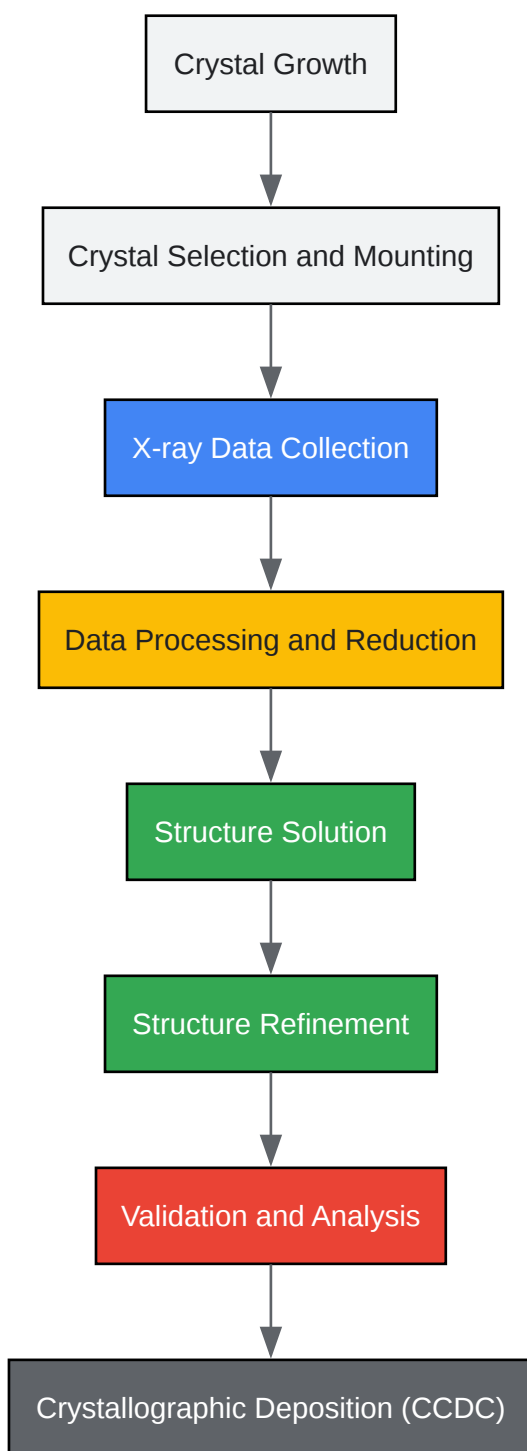 Crystal Growth
Crystal Selection and Mounting
X-ray Data Collection
Data Processing and Reduction
Structure Solution
Structure Refinement
Validation and Analysis
Crystallographic Deposition (CCDC)